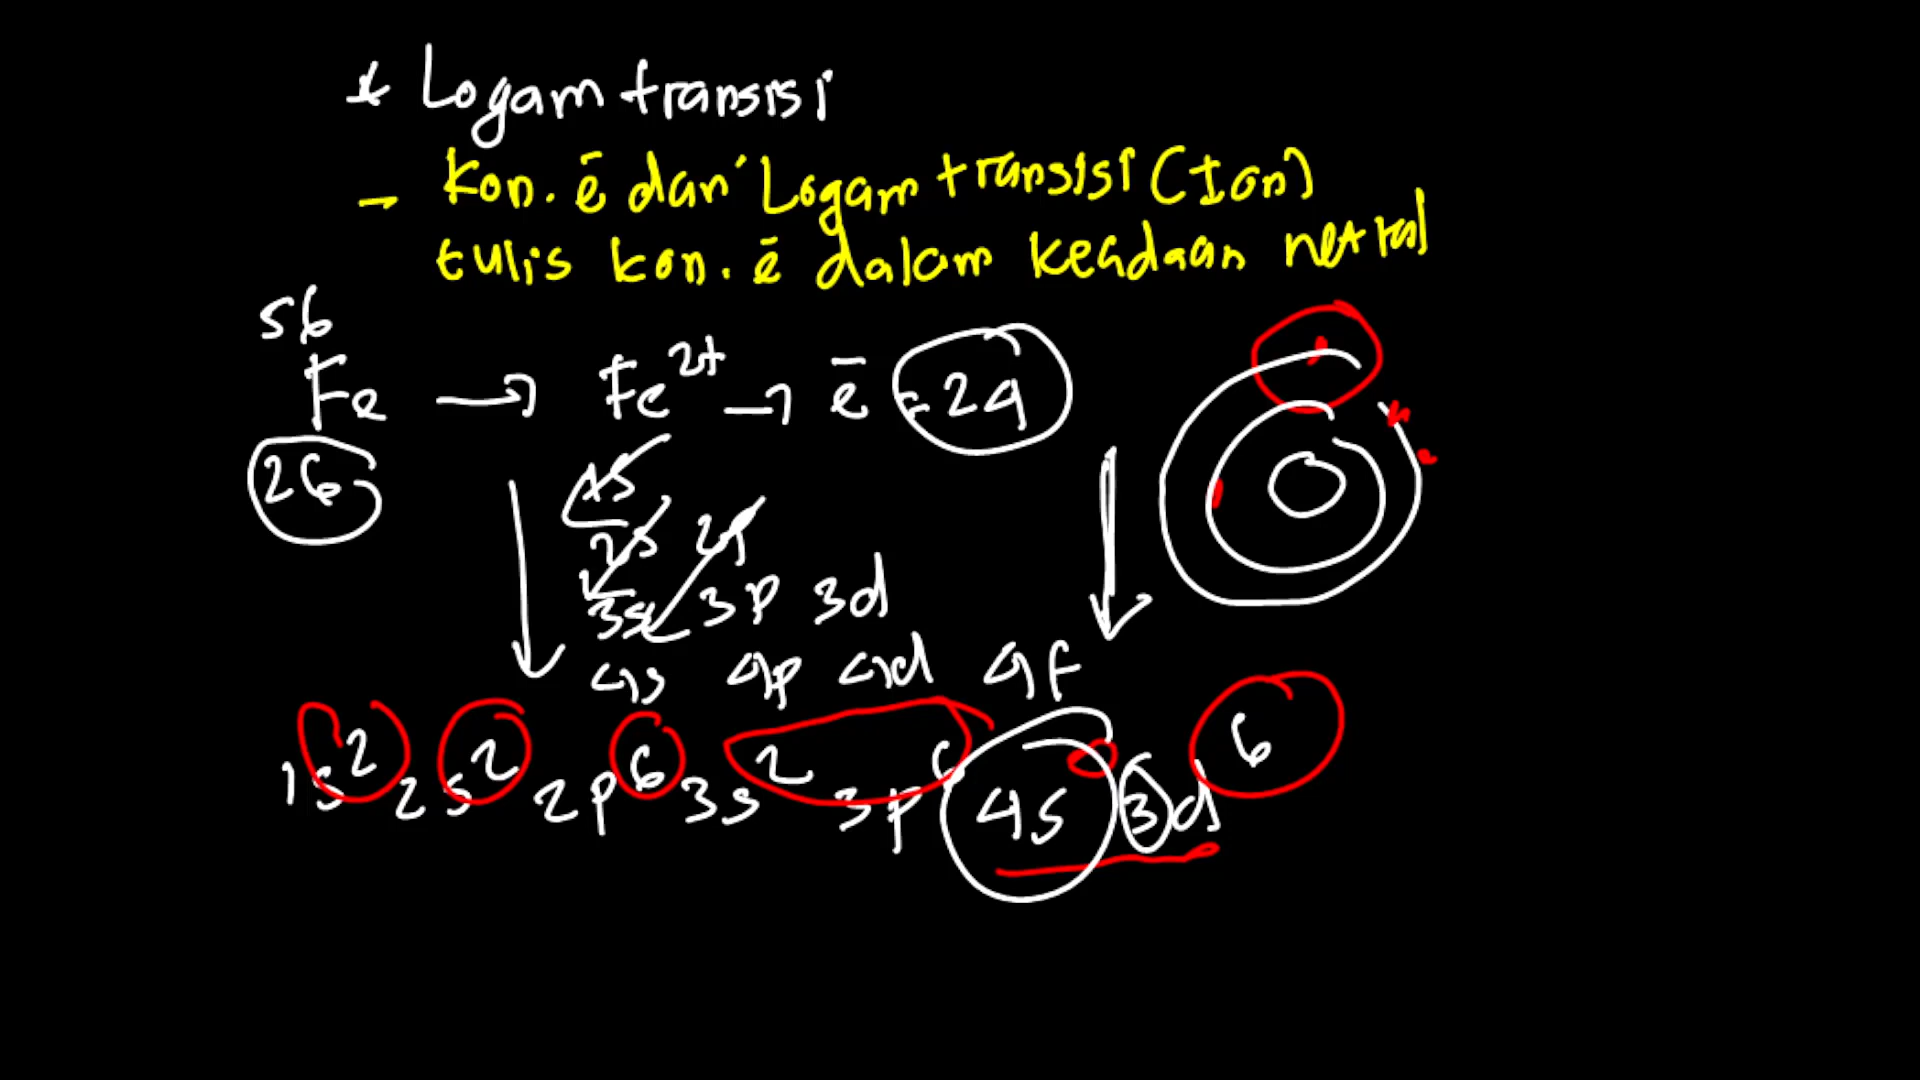 * Logam transisi
- Kon. ē dari Logam transisi (Ion)
tulis kon. ē dalam keadaan netral
56
Fe → Fe²⁺ → ē = 24
26
1s
2s 2p
3s 3p 3d
4s 4p 4d 4f
1s² 2s² 2p⁶ 3s² 3p⁶ 4s⁰ 3d⁶